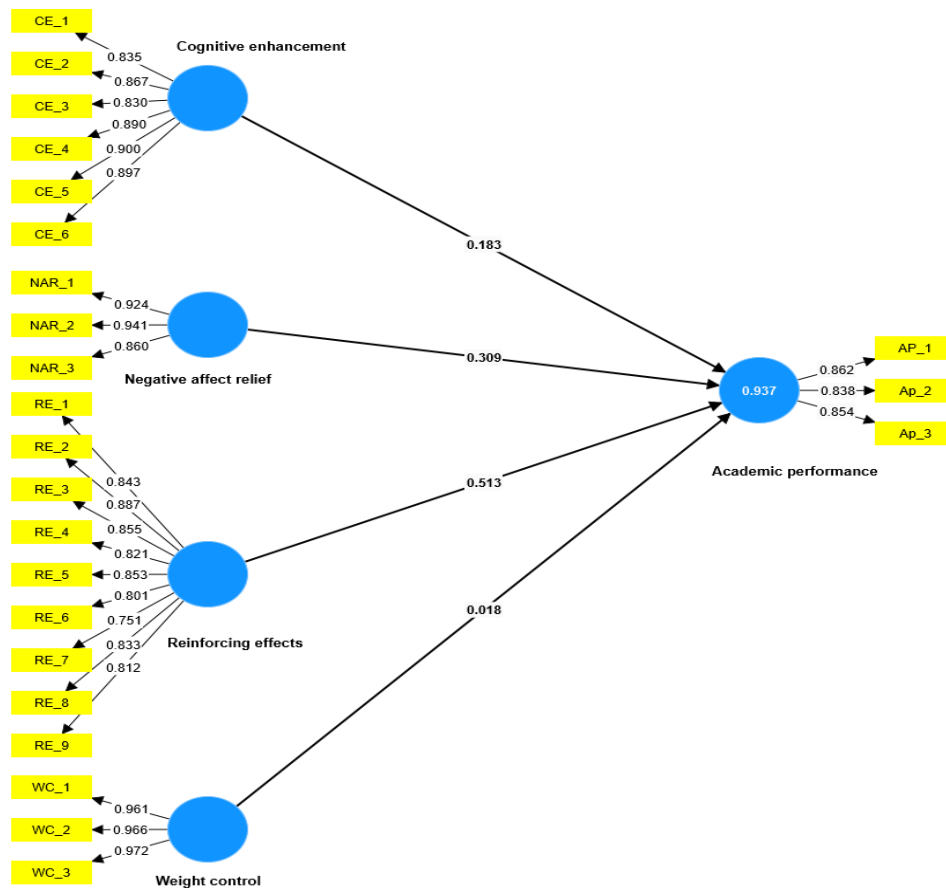 CE_1
CE_2
CE_3
CE_4
CE_5
CE_6
0.835
0.867
0.830
0.890
0.900
0.897
Cognitive enhancement
0.183
NAR_1
NAR_2
NAR_3
0.924
0.941
0.860
Negative affect relief
0.309
RE_1
RE_2
RE_3
RE_4
RE_5
RE_6
RE_7
RE_8
RE_9
0.843
0.887
0.855
0.821
0.853
0.801
0.751
0.833
0.812
Reinforcing effects
0.513
WC_1
WC_2
WC_3
0.961
0.966
0.972
Weight control
0.018
0.937
Academic performance
0.862
0.838
0.854
AP_1
Ap_2
Ap_3